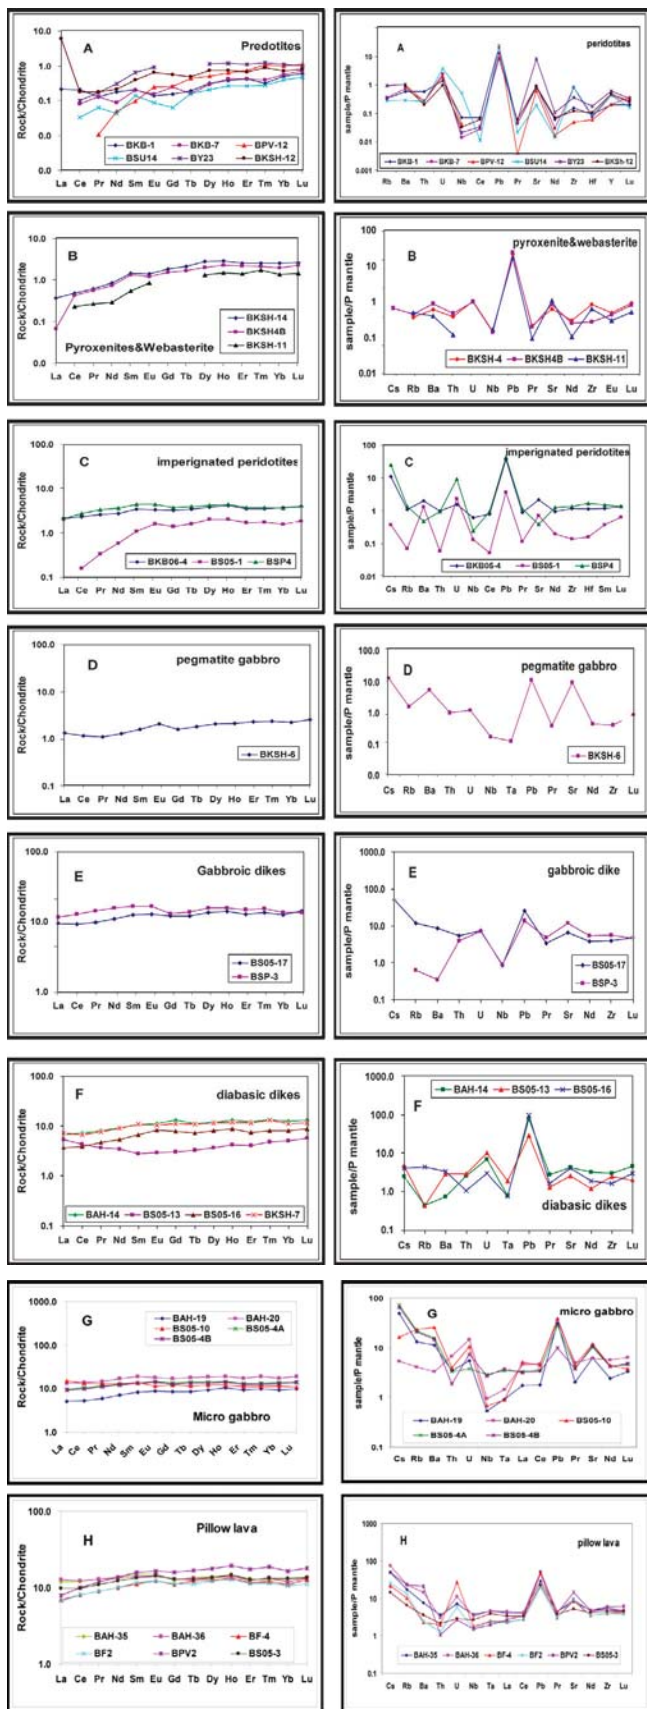 10.0
A
Predotites
1.0
0.1
0.0
Rock/Chondrite
BKB-1 BKB-7 BPV-12
BSU14 BY23 BKSH-12
La Ce Pr Nd Sm Eu Gd Tb Dy Ho Er Tm Yb Lu
100
A
peridotites
10
1
0.1
0.01
0.001
sample/P mantle
BKB-1 BKB-7 BPV-12 BSU14 BY23 BKSh-12
Rb Ba Th U Nb Ce Pb Pr Sr Nd Zr Hf Y Lu
10.0
B
1.0
0.1
0.0
Rock/Chondrite
BKSH-14
BKSH4B
BKSH-11
Pyroxenites&Webasterite
La Ce Pr Nd Sm Eu Gd Tb Dy Ho Er Tm Yb Lu
100
pyroxenite&webasterite
B
10
1
0.1
0.01
sample/P mantle
BKSH-4 BKSH4B BKSH-11
Cs Rb Ba Th U Nb Pb Pr Sr Nd Zr Eu Lu
100.0
C
imperignated peridotites
10.0
1.0
0.1
Rock/Chondrite
BKB06-4 BS05-1 BSP4
La Ce Pr Nd Sm Eu Gd Tb Dy Ho Er Tm Yb Lu
100
imperignated peridotites
C
10
1
0.1
0.01
sample/P mantle
BKB05-4 BS05-1 BSP4
Cs Rb Ba Th U Nb Ce Pb Pr Sr Nd Zr Hf Sm Lu
100.0
D
pegmatite gabbro
10.0
1.0
0.1
Rock/Chondrite
BKSH-6
La Ce Pr Nd Sm Eu Gd Tb Dy Ho Er Tm Yb Lu
100.0
D
pegmatite gabbro
10.0
1.0
0.1
0.0
sample/P mantle
BKSH-6
Cs Rb Ba Th U Nb Ta Pb Pr Sr Nd Zr Lu
100.0
E
Gabbroic dikes
10.0
1.0
Rock/Chondrite
BS05-17
BSP-3
La Ce Pr Nd Sm Eu Gd Tb Dy Ho Er Tm Yb Lu
1000.0
E
gabbroic dike
100.0
10.0
1.0
0.1
sample/P mantle
BS05-17
BSP-3
Cs Rb Ba Th U Nb Pb Pr Sr Nd Zr Lu
100.0
F
diabasic dikes
10.0
1.0
0.1
Rock/Chondrite
BAH-14 BS05-13 BS05-16 BKSH-7
La Ce Pr Nd Sm Eu Gd Tb Dy Ho Er Tm Yb Lu
1000.0
BAH-14 BS05-13 BS05-16
F
100.0
10.0
1.0
0.1
sample/P mantle
diabasic dikes
Cs Rb Ba Th U Ta Pb Pr Sr Nd Zr Lu
1000.0
G
BAH-19 BAH-20
BS05-10 BS05-4A
BS05-4B
100.0
10.0
1.0
Rock/Chondrite
Micro gabbro
La Ce Pr Nd Sm Eu Gd Tb Dy Ho Er Tm Yb Lu
100
G
micro gabbro
10
1
0.1
sample/P mantle
BAH-19 BAH-20 BS05-10
BS05-4A BS05-4B
Cs Rb Ba Th U Nb Ta La Ce Pb Pr Sr Nd Lu
100.0
H
Pillow lava
10.0
1.0
Rock/Chondrite
BAH-35 BAH-36 BF-4
BF2 BPV2 BS05-3
La Ce Pr Nd Sm Eu Gd Tb Dy Ho Er Tm Yb Lu
1000
H
pillow lava
100
10
1
0.1
sample/P mantle
BAH-35 BAH-36 BF-4 BF2 BPV2 BS05-3
Cs Rb Ba Th U Nb Ta La Ce Pb Pr Sr Nd Zr Lu